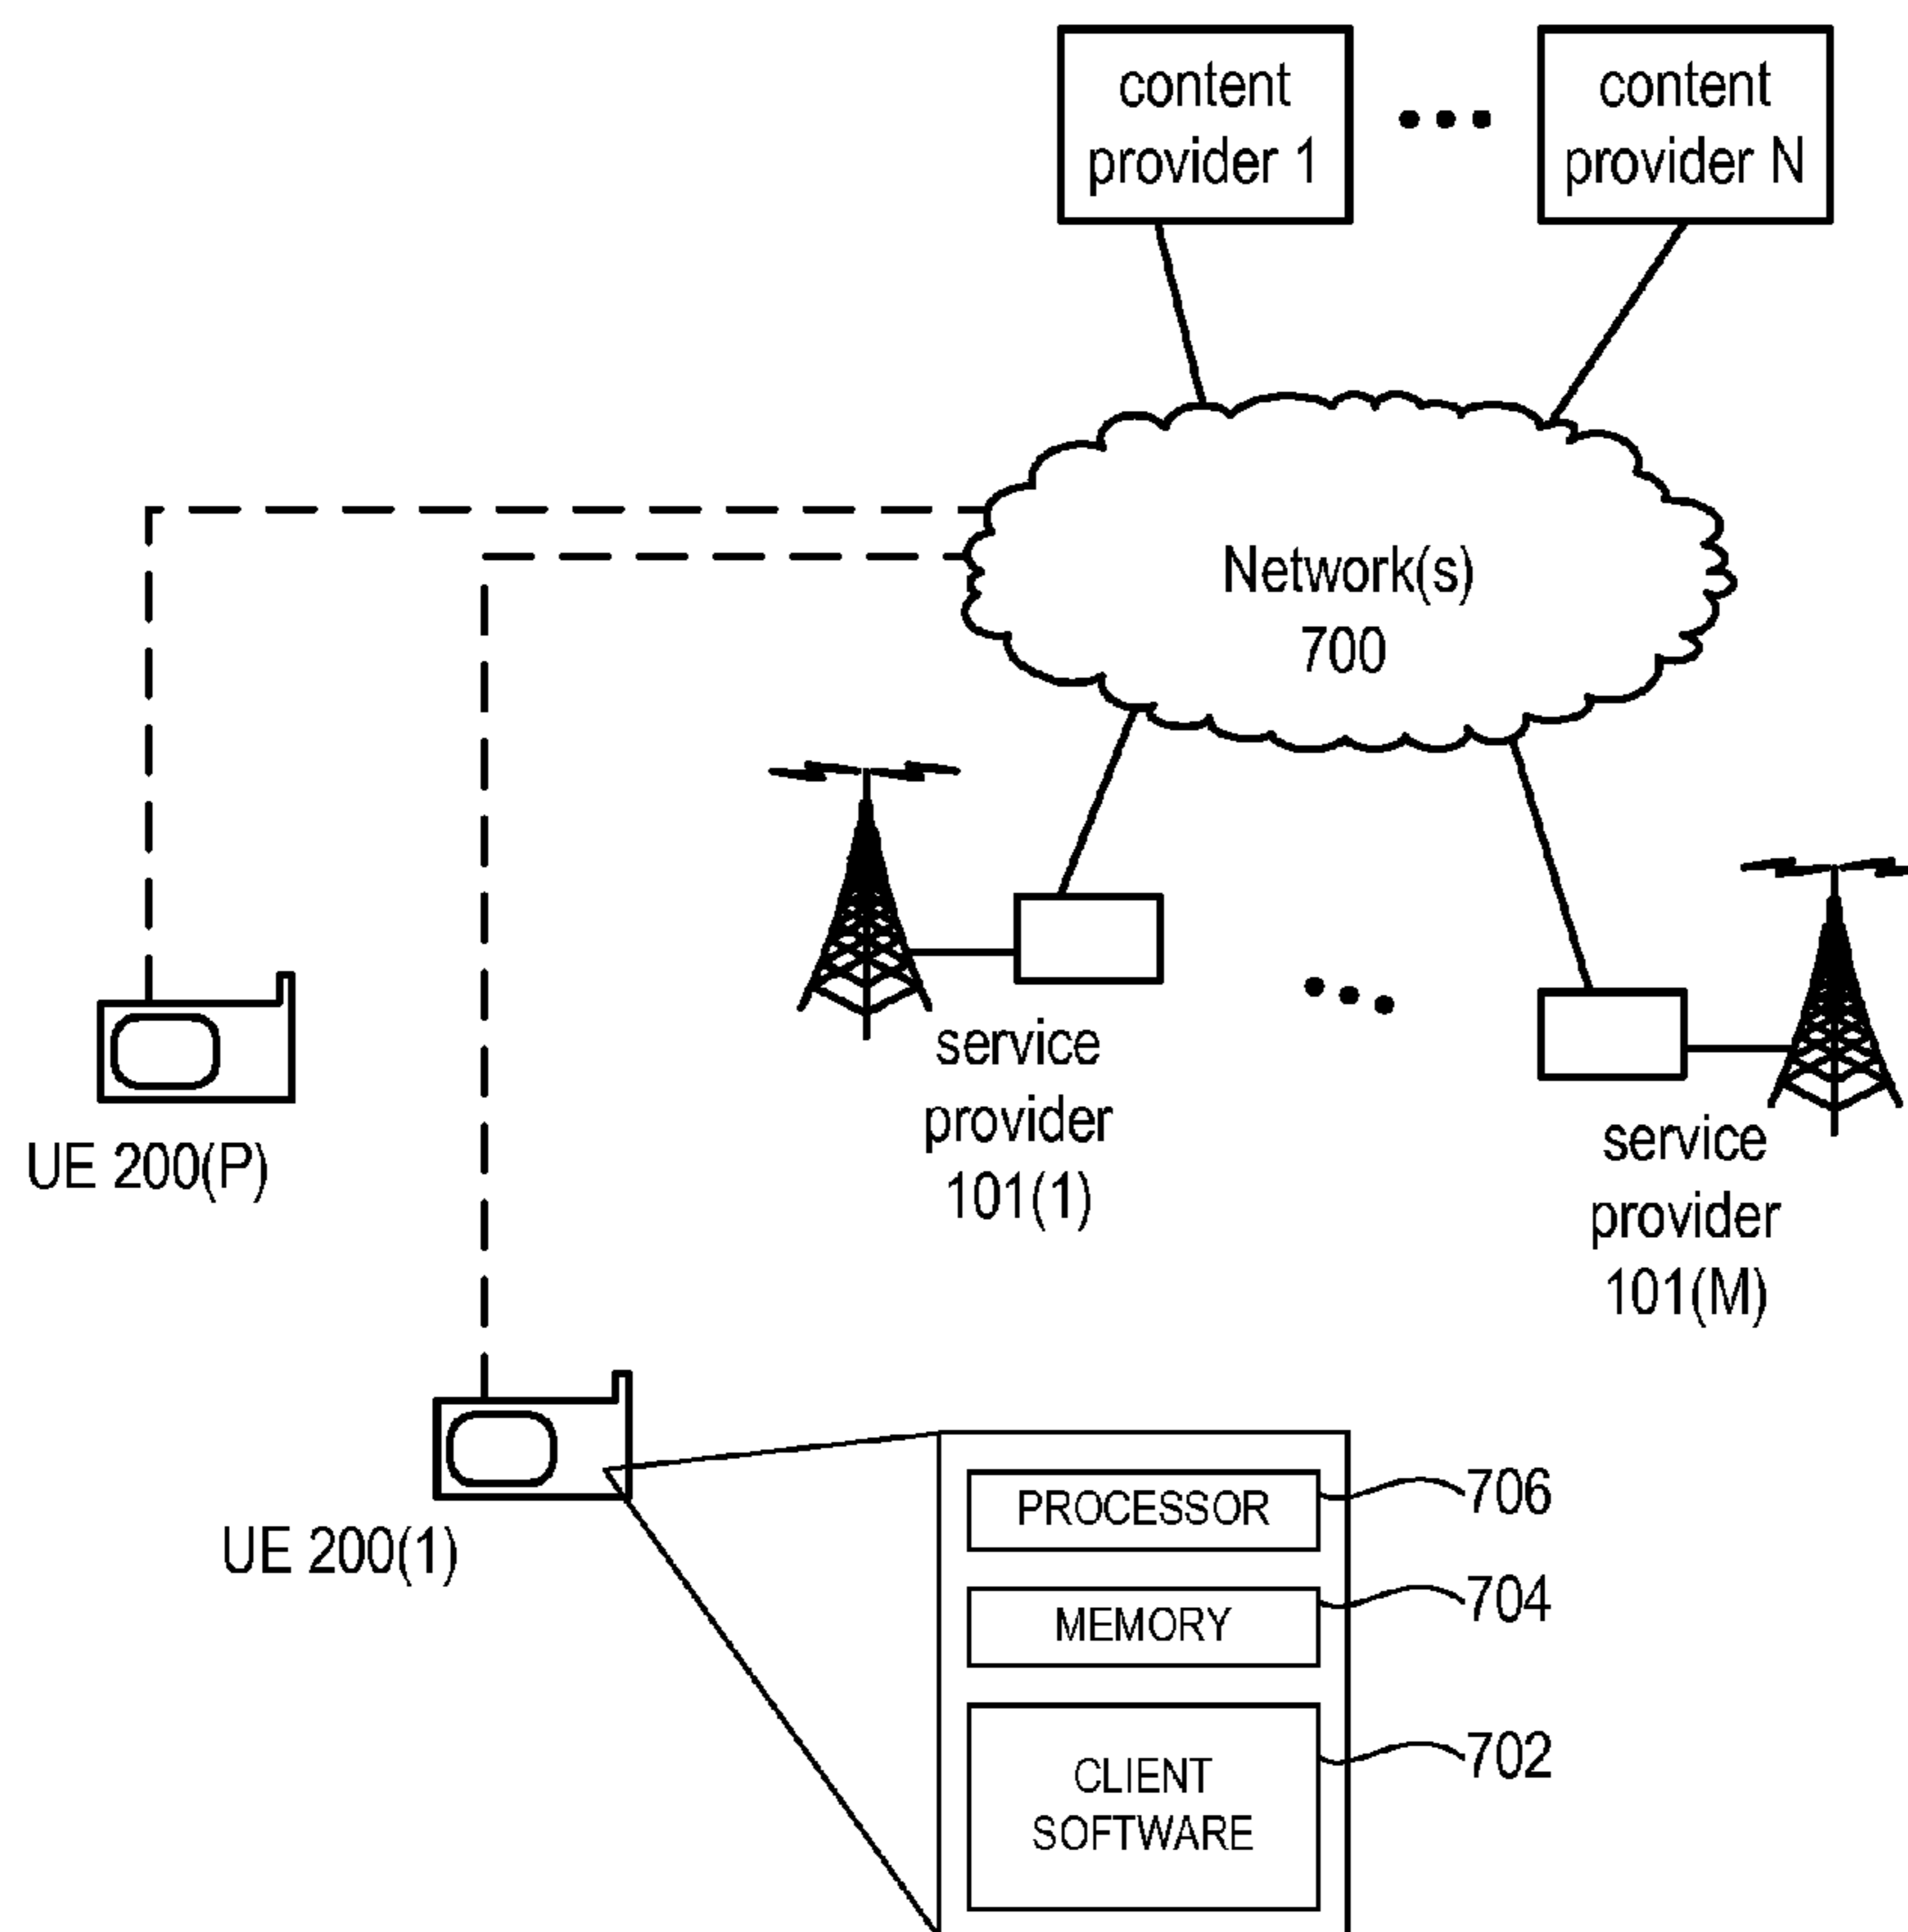 content
provider 1
content
provider N
Network(s)
700
service
provider
101(1)
service
provider
101(M)
UE 200(P)
UE 200(1)
PROCESSOR
706
MEMORY
704
CLIENT
SOFTWARE
702